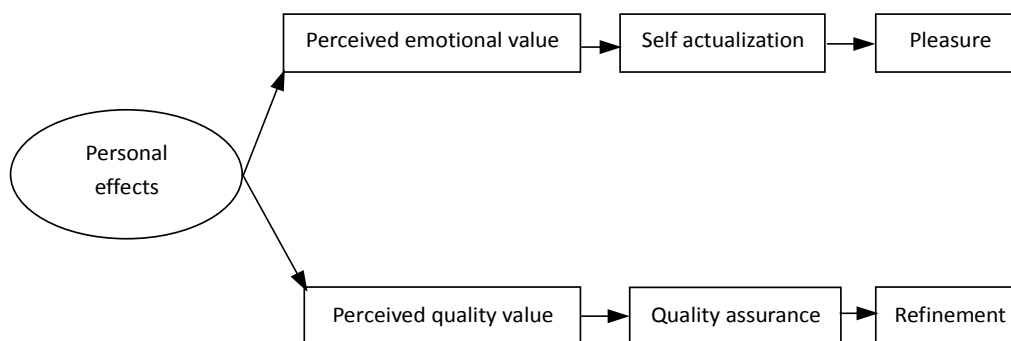 Perceived emotional value
Self actualization
Pleasure
Personal
effects
Perceived quality value
Quality assurance
Refinement